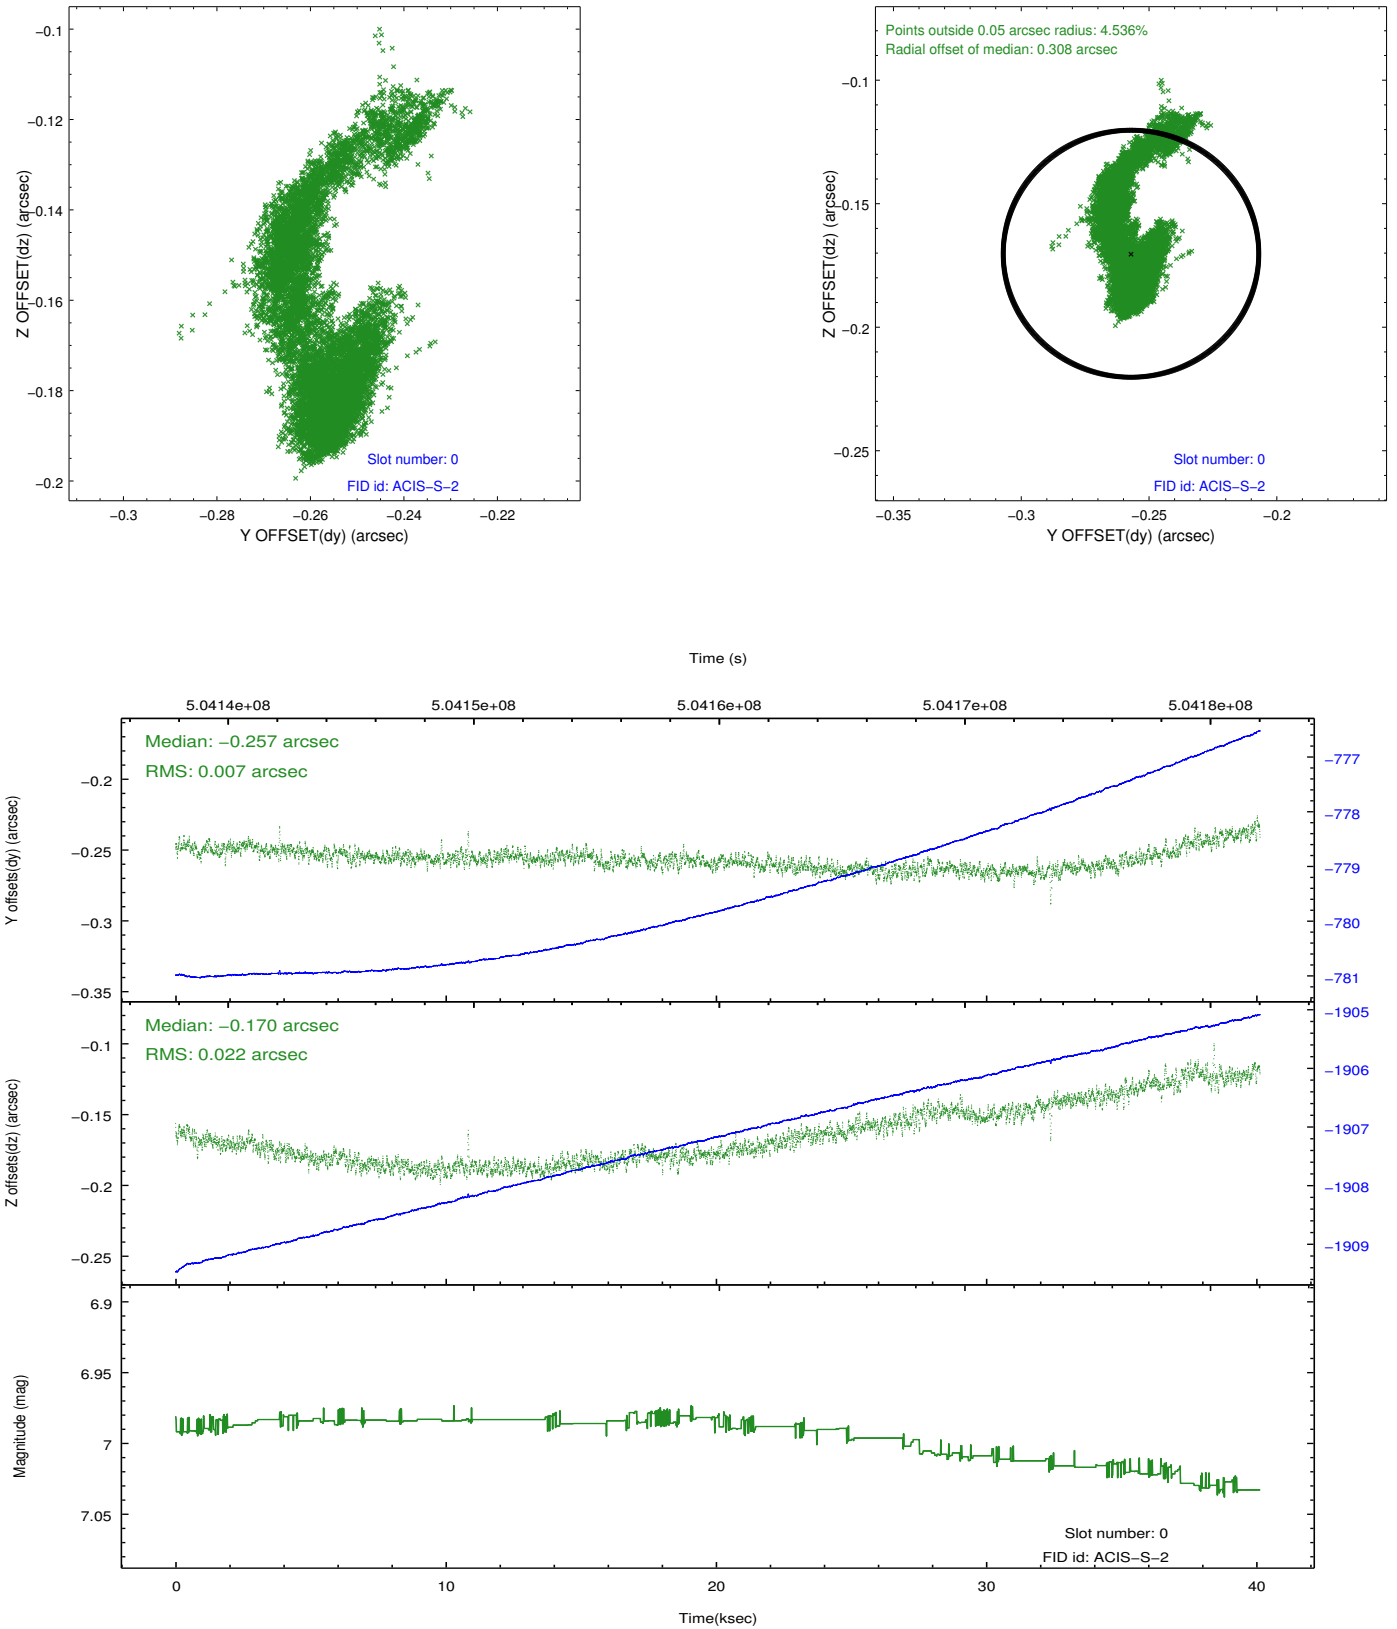 −0.1
−0.12
−0.14
−0.16
−0.18
−0.2
Z OFFSET(dz) (arcsec)
Slot number: 0
FID id: ACIS−S−2
−0.3
−0.28
−0.26
−0.24
−0.22
Y OFFSET(dy) (arcsec)
Points outside 0.05 arcsec radius: 4.536%
Radial offset of median: 0.308 arcsec
−0.1
−0.15
−0.2
−0.25
Z OFFSET(dz) (arcsec)
Slot number: 0
FID id: ACIS−S−2
−0.35
−0.3
−0.25
−0.2
Y OFFSET(dy) (arcsec)
Time (s)
5.0414e+08
5.0415e+08
5.0416e+08
5.0417e+08
5.0418e+08
Median: −0.257 arcsec
RMS: 0.007 arcsec
−0.2
−0.25
−0.3
−0.35
Y offsets(dy) (arcsec)
−777
−778
−779
−780
−781
Median: −0.170 arcsec
RMS: 0.022 arcsec
−0.1
−0.15
−0.2
−0.25
Z offsets(dz) (arcsec)
−1905
−1906
−1907
−1908
−1909
6.9
6.95
7
7.05
Magnitude (mag)
Slot number: 0
FID id: ACIS−S−2
0
10
20
30
40
Time(ksec)